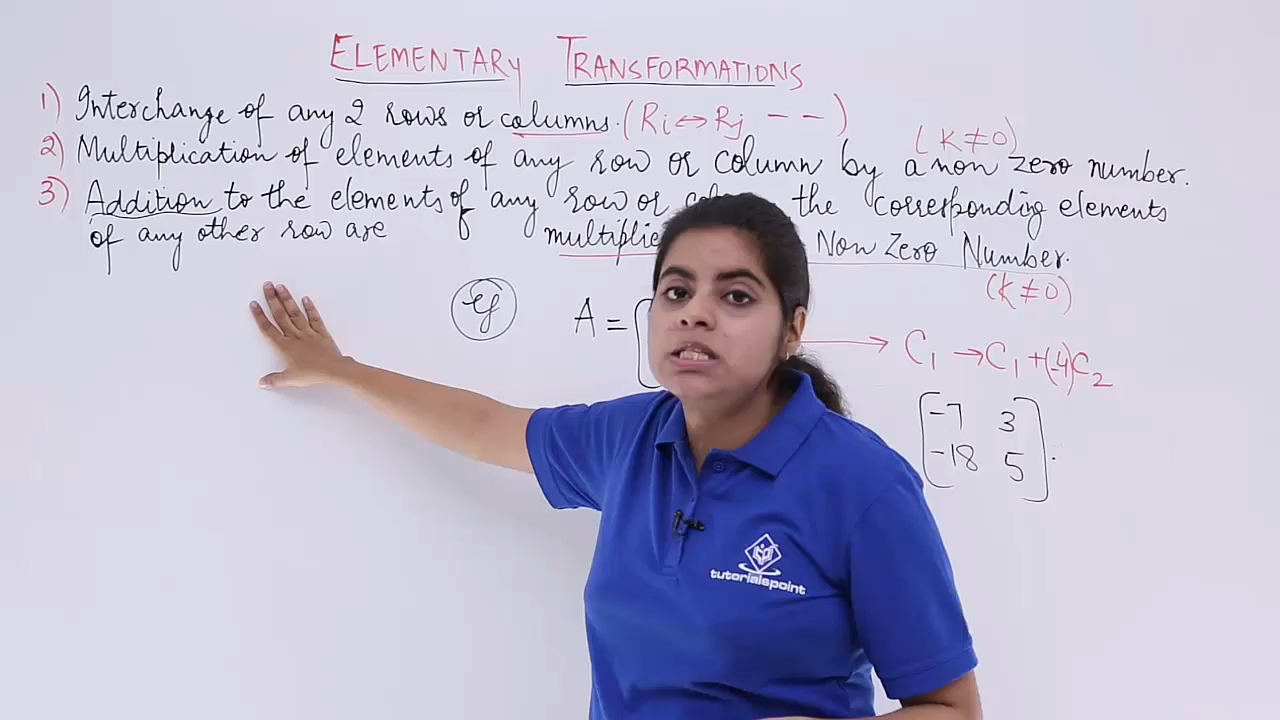 ELEMENTARY TRANSFORMATIONS
1) Interchange of any 2 rows or columns. (Ri ↔ Rj - - )
(K ≠ 0)
2) Multiplication of elements of any row or column by a non zero number.
3) Addition to the elements of any row or the corresponding elements
of any other row are multiplie Non Zero Number.
(K ≠ 0)
Eg A = [ → C1 → C1 + (-4)C2
-7 3
-18 5
tutorialspoint